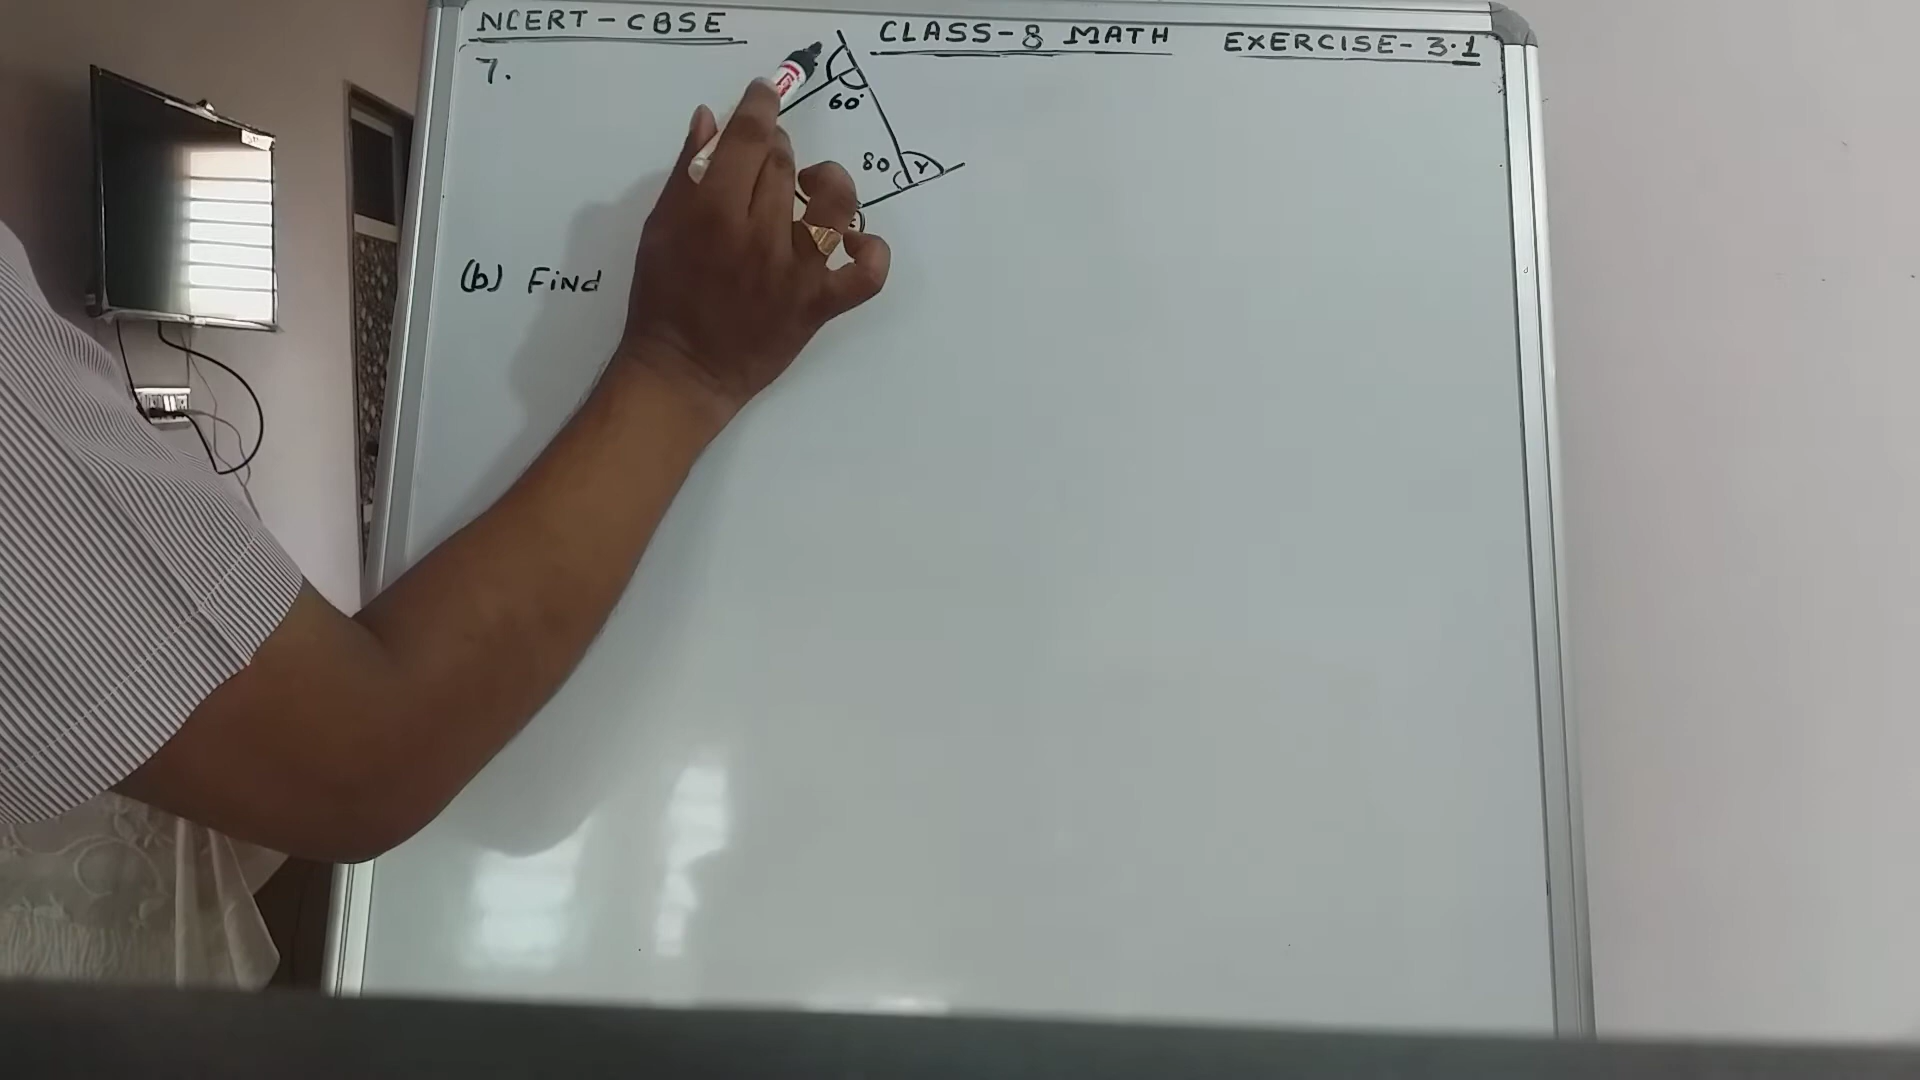 NCERT - CBSE CLASS - 8 MATH EXERCISE - 3.1
7.
60°
80 Y
(b) FiNd